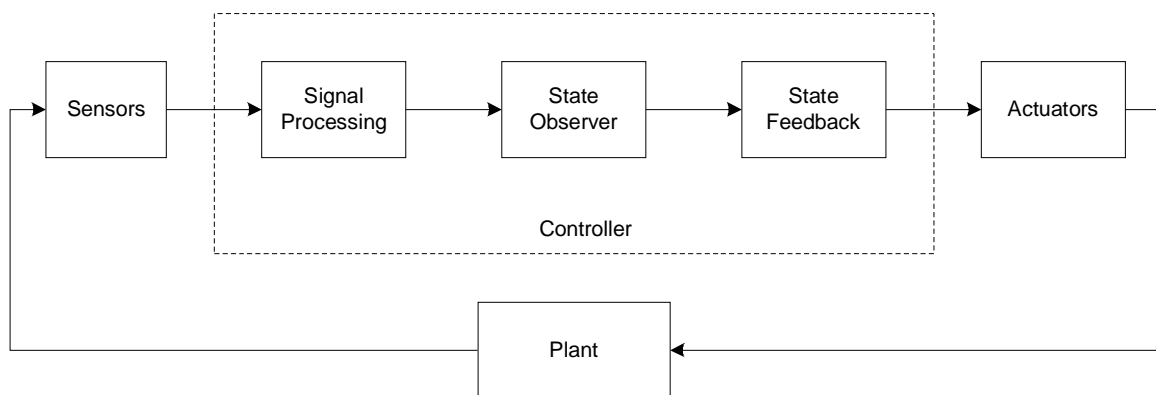 Sensors
Signal
Processing
State
Observer
State
Feedback
Actuators
Controller
Plant